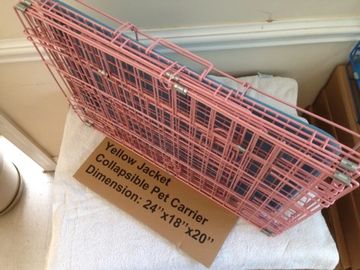 Yellow Jacket
Collapsible Pet Carrier
Dimension: 24"x18"x20"